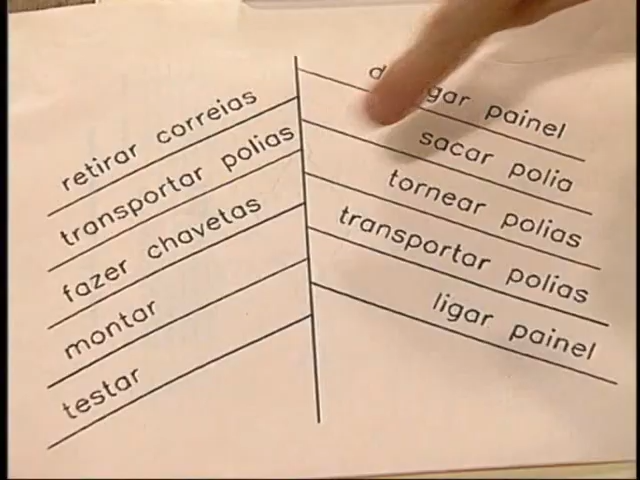 retirar correias
transportar polias
fazer chavetas
montar
testar
painel
sacar polia
tornear polias
transportar polias
ligar painel